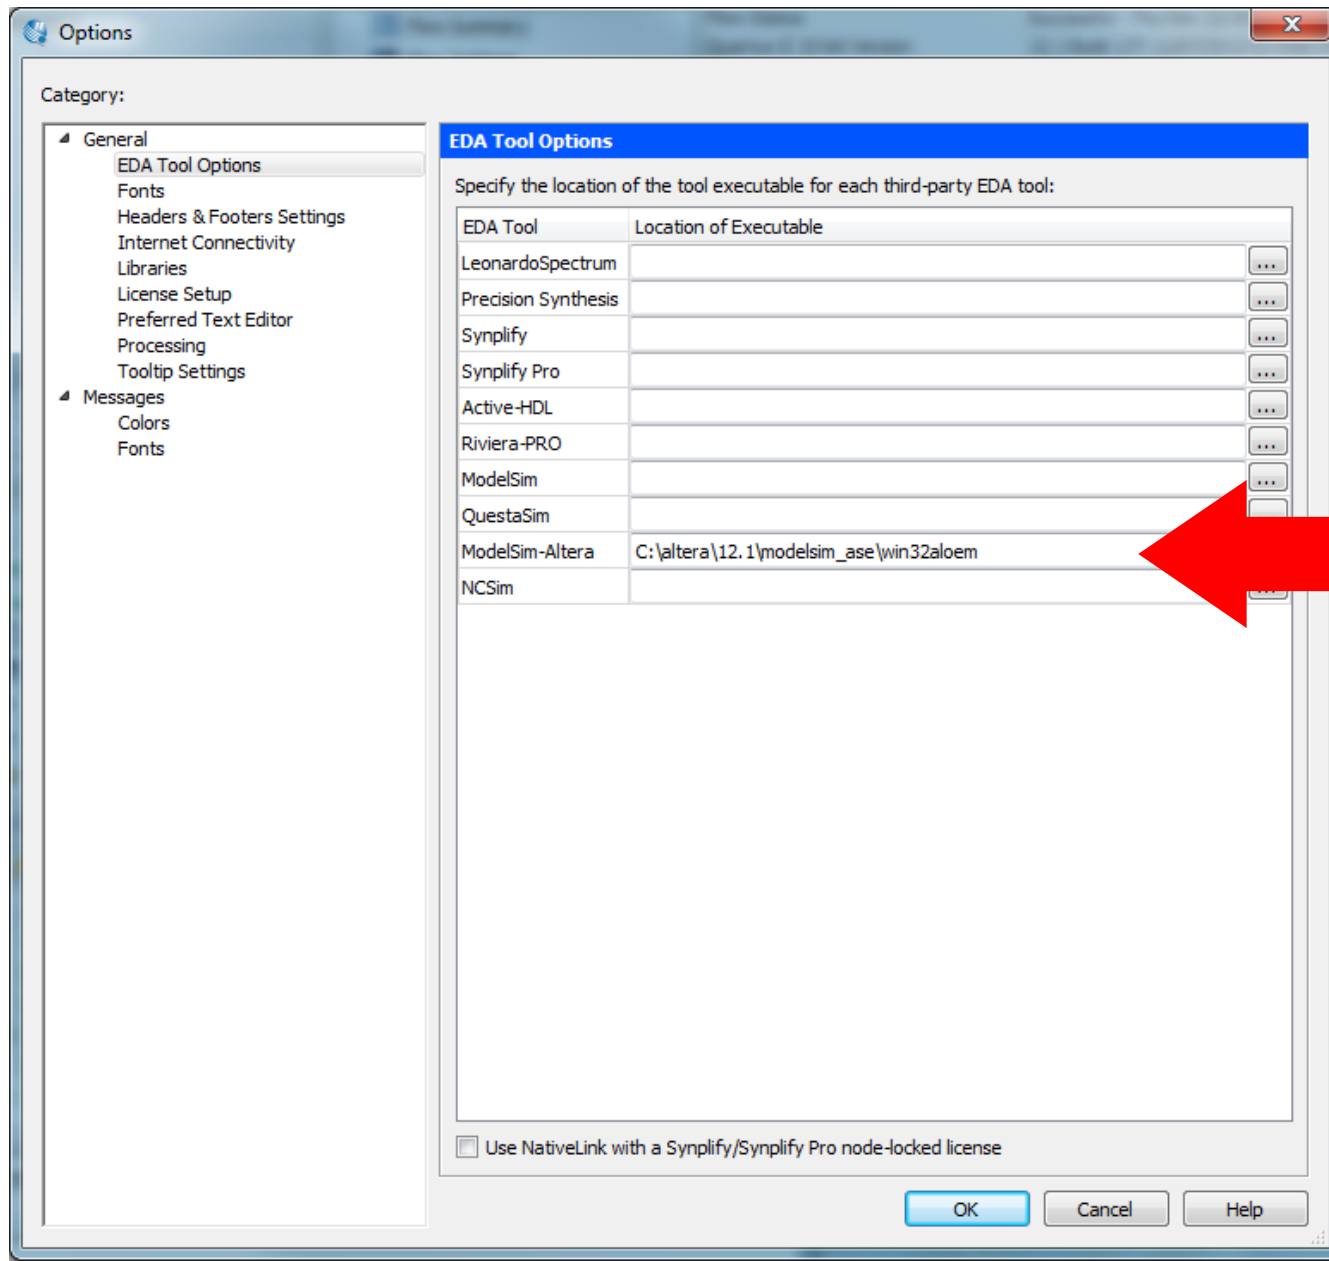 Options
Category:
General
EDA Tool Options
Fonts
Headers & Footers Settings
Internet Connectivity
Libraries
License Setup
Preferred Text Editor
Processing
Tooltip Settings
Messages
Colors
Fonts
EDA Tool Options
Specify the location of the tool executable for each third-party EDA tool:
EDA Tool Location of Executable
LeonardoSpectrum ...
Precision Synthesis ...
Synplify ...
Synplify Pro ...
Active-HDL ...
Riviera-PRO ...
ModelSim ...
QuestaSim
ModelSim-Altera C:\altera\12.1\modelsim_ase\win32aloem
NCSim ...
Use NativeLink with a Synplify/Synplify Pro node-locked license
OK Cancel Help